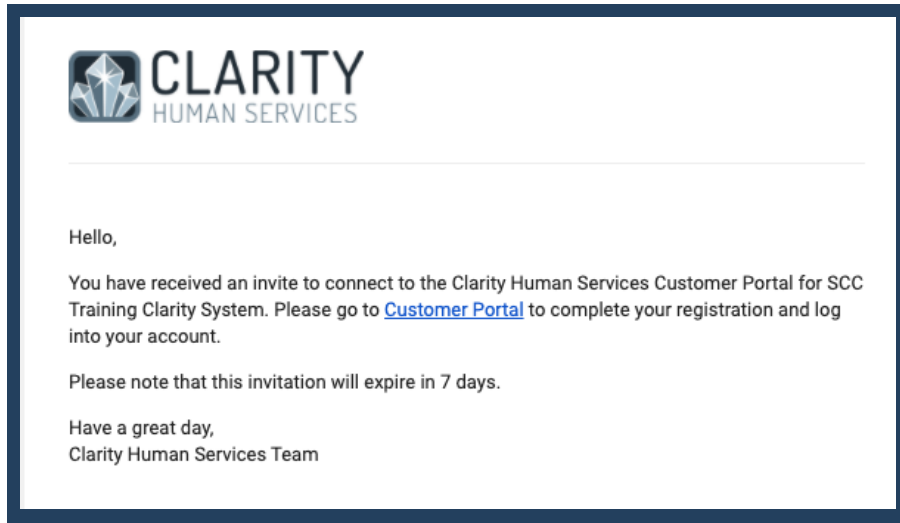 CLARITY
HUMAN SERVICES
Hello,
You have received an invite to connect to the Clarity Human Services Customer Portal for SCC
Training Clarity System. Please go to Customer Portal to complete your registration and log
into your account.
Please note that this invitation will expire in 7 days.
Have a great day,
Clarity Human Services Team